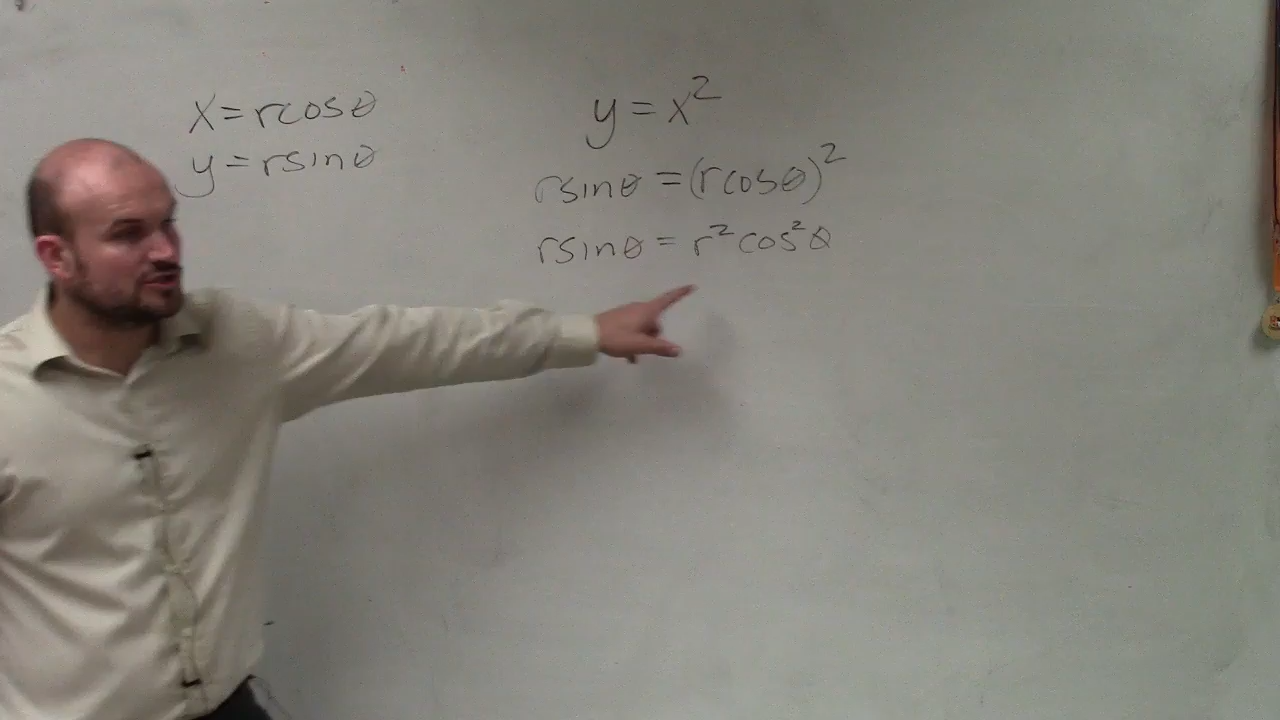 x = rcosθ
y = rsinθ
y = x²
rsinθ = (rcosθ)²
rsinθ = r²cos²θ